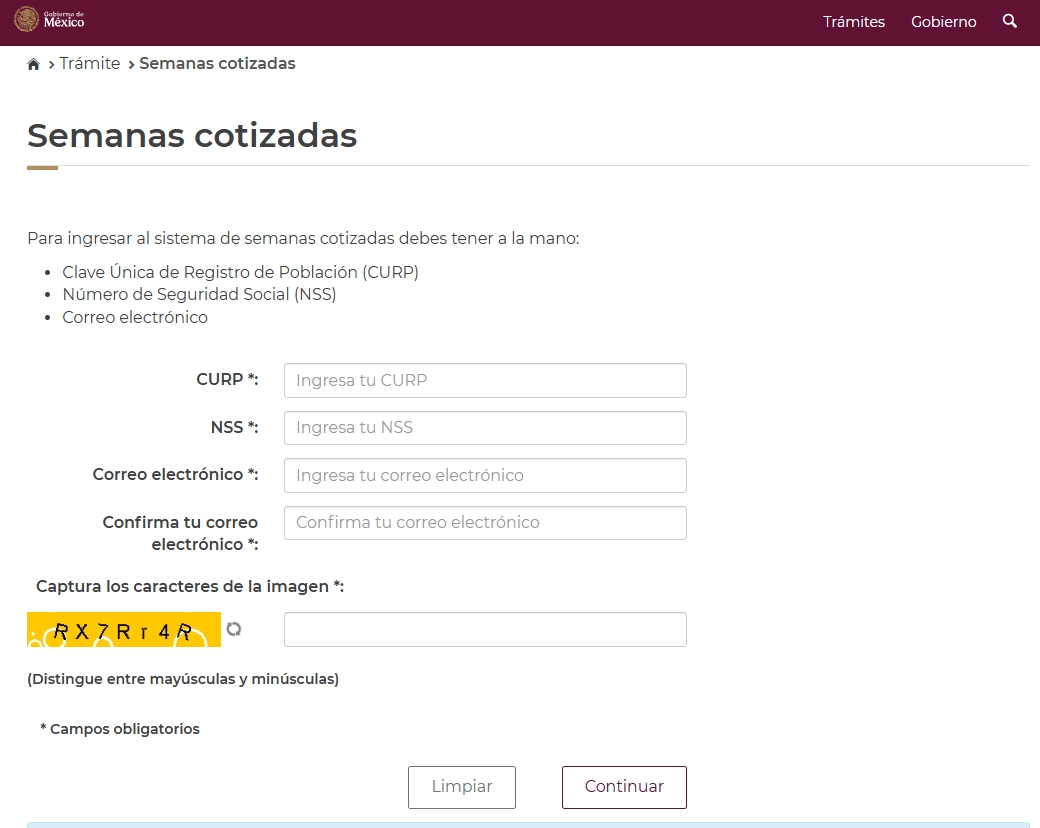 Gobierno de
México
Trámites Gobierno
Trámite > Semanas cotizadas
Semanas cotizadas
Para ingresar al sistema de semanas cotizadas debes tener a la mano:
• Clave Única de Registro de Población (CURP)
• Número de Seguridad Social (NSS)
• Correo electrónico
CURP *: Ingresa tu CURP
NSS *: Ingresa tu NSS
Correo electrónico *: Ingresa tu correo electrónico
Confirma tu correo Confirma tu correo electrónico
electrónico *:
Captura los caracteres de la imagen *:
RX7Rr4R
(Distingue entre mayúsculas y minúsculas)
* Campos obligatorios
Limpiar Continuar